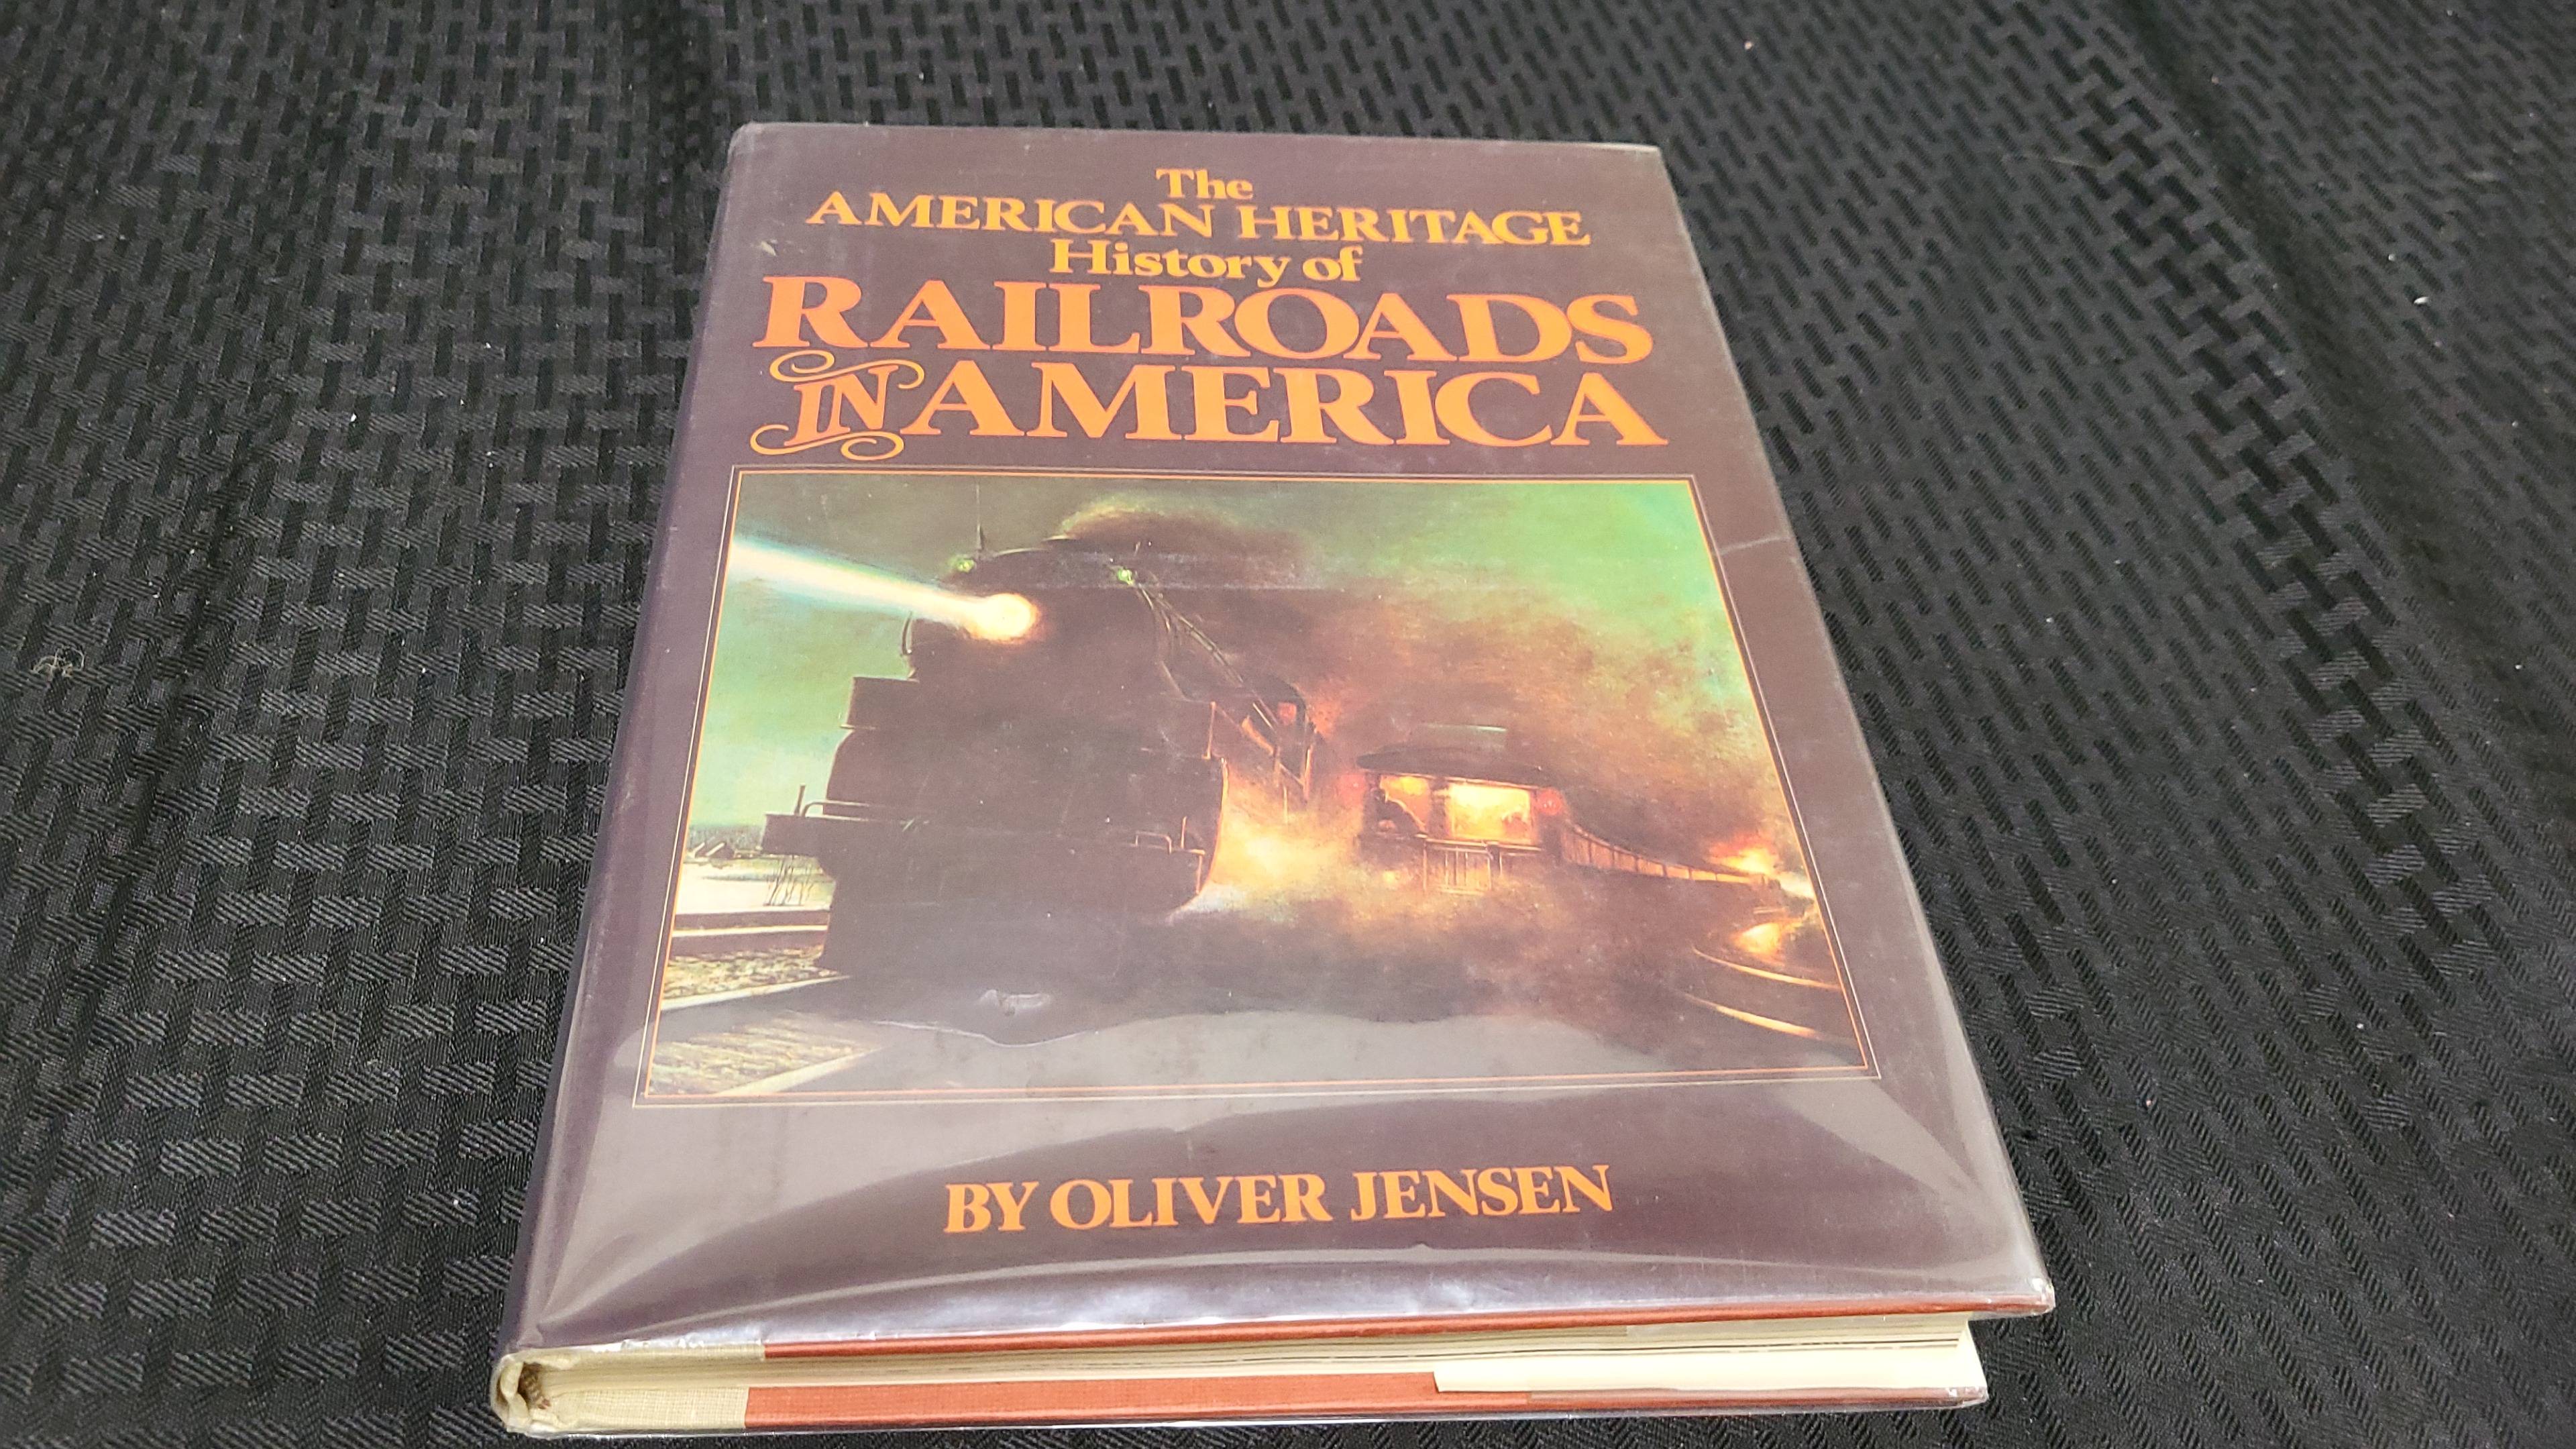 The
AMERICAN HERITAGE
History of
RAILROADS
IN AMERICA
BY OLIVER JENSEN